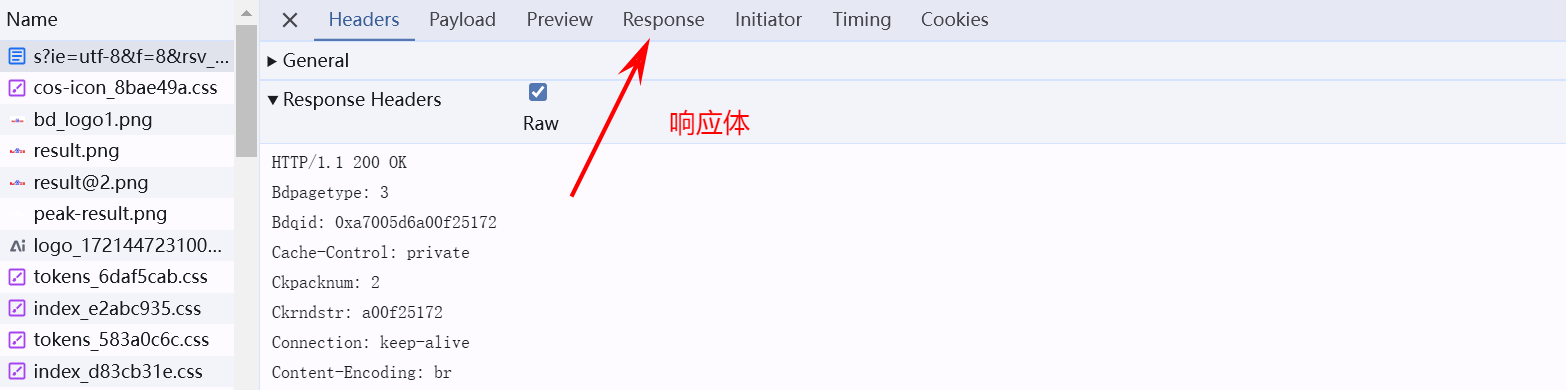 Name
s?ie=utf-8&f=8&rsv_...
cos-icon_8bae49a.css
bd_logo1.png
result.png
result@2.png
peak-result.png
logo_172144723100...
tokens_6daf5cab.css
index_e2abc935.css
tokens_583a0c6c.css
index_d83cb31e.css
Headers Payload Preview Response Initiator Timing Cookies
General
Response Headers
Raw
响应体
HTTP/1.1 200 OK
Bdpagetype: 3
Bdqid: 0xa7005d6a00f25172
Cache-Control: private
Ckpacknum: 2
Ckrndstr: a00f25172
Connection: keep-alive
Content-Encoding: br